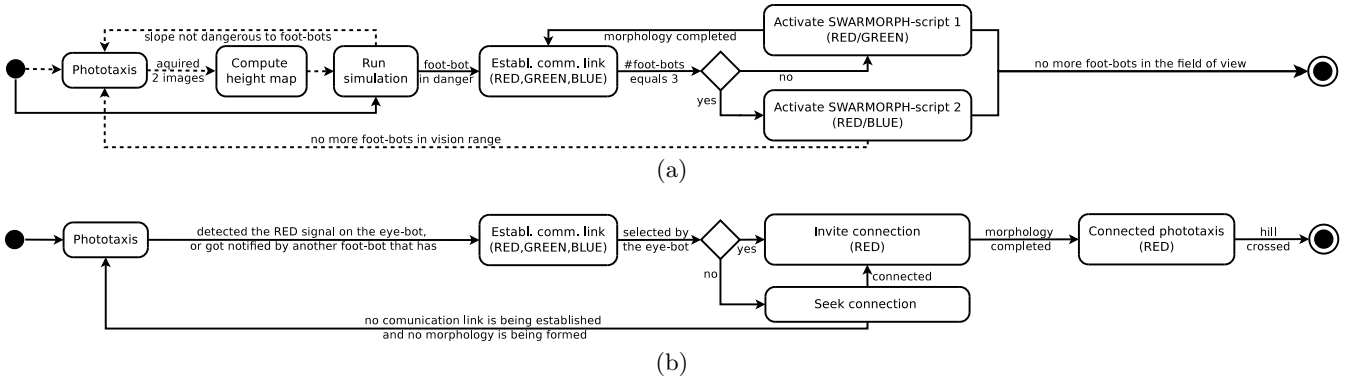 slope not dangerous to foot-bots
Phototaxis
aquired
2 images
Compute
height map
Run
simulation
foot-bot
in danger
Establ. comm. link
(RED,GREEN,BLUE)
morphology completed
#foot-bots
equals 3
no
yes
Activate SWARMORPH-script 1
(RED/GREEN)
Activate SWARMORPH-script 2
(RED/BLUE)
no more foot-bots in the field of view
no more foot-bots in vision range
(a)
Phototaxis
detected the RED signal on the eye-bot,
or got notified by another foot-bot that has
Establ. comm. link
(RED,GREEN,BLUE)
selected by
the eye-bot
yes
no
Invite connection
(RED)
connected
Seek connection
morphology
completed
Connected phototaxis
(RED)
hill
crossed
no comunication link is being established
and no morphology is being formed
(b)